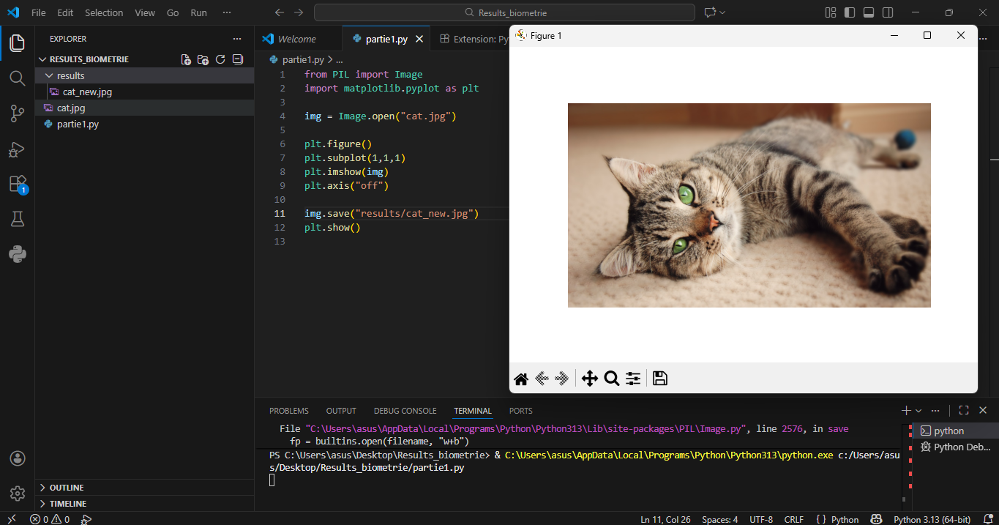 File Edit Selection View Go Run ···
Results_biometrie
EXPLORER ···
RESULTS_BIOMETRIE
results
cat_new.jpg
cat.jpg
partie1.py
1
OUTLINE
TIMELINE
Welcome partie1.py Extension: Py
partie1.py > ...
1 from PIL import Image
2 import matplotlib.pyplot as plt
3
4 img = Image.open("cat.jpg")
5
6 plt.figure()
7 plt.subplot(1,1,1)
8 plt.imshow(img)
9 plt.axis("off")
10
11 img.save("results/cat_new.jpg")
12 plt.show()
13
Figure 1
PROBLEMS OUTPUT DEBUG CONSOLE TERMINAL PORTS
File "C:\Users\asus\AppData\Local\Programs\Python\Python313\Lib\site-packages\PIL\Image.py", line 2576, in save
fp = builtins.open(filename, "w+b")
PS C:\Users\asus\Desktop\Results_biometrie> & C:\Users\asus\AppData\Local\Programs\Python\Python313\python.exe c:/Users/asu
s/Desktop/Results_biometrie/partie1.py
python
Python Deb...
0 0 Ln 11, Col 26 Spaces: 4 UTF-8 CRLF { } Python Python 3.13 (64-bit)